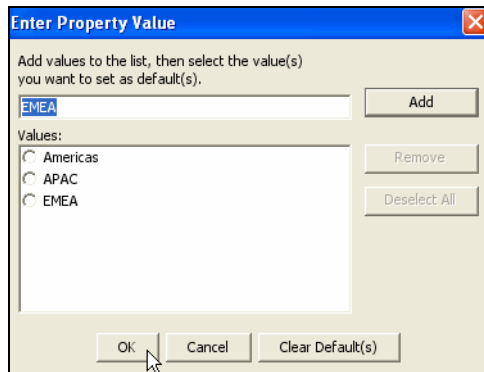 Enter Property Value
Add values to the list, then select the value(s)
you want to set as default(s).
EMEA
Add
Values:
Americas
APAC
EMEA
Remove
Deselect All
OK
Cancel
Clear Default(s)